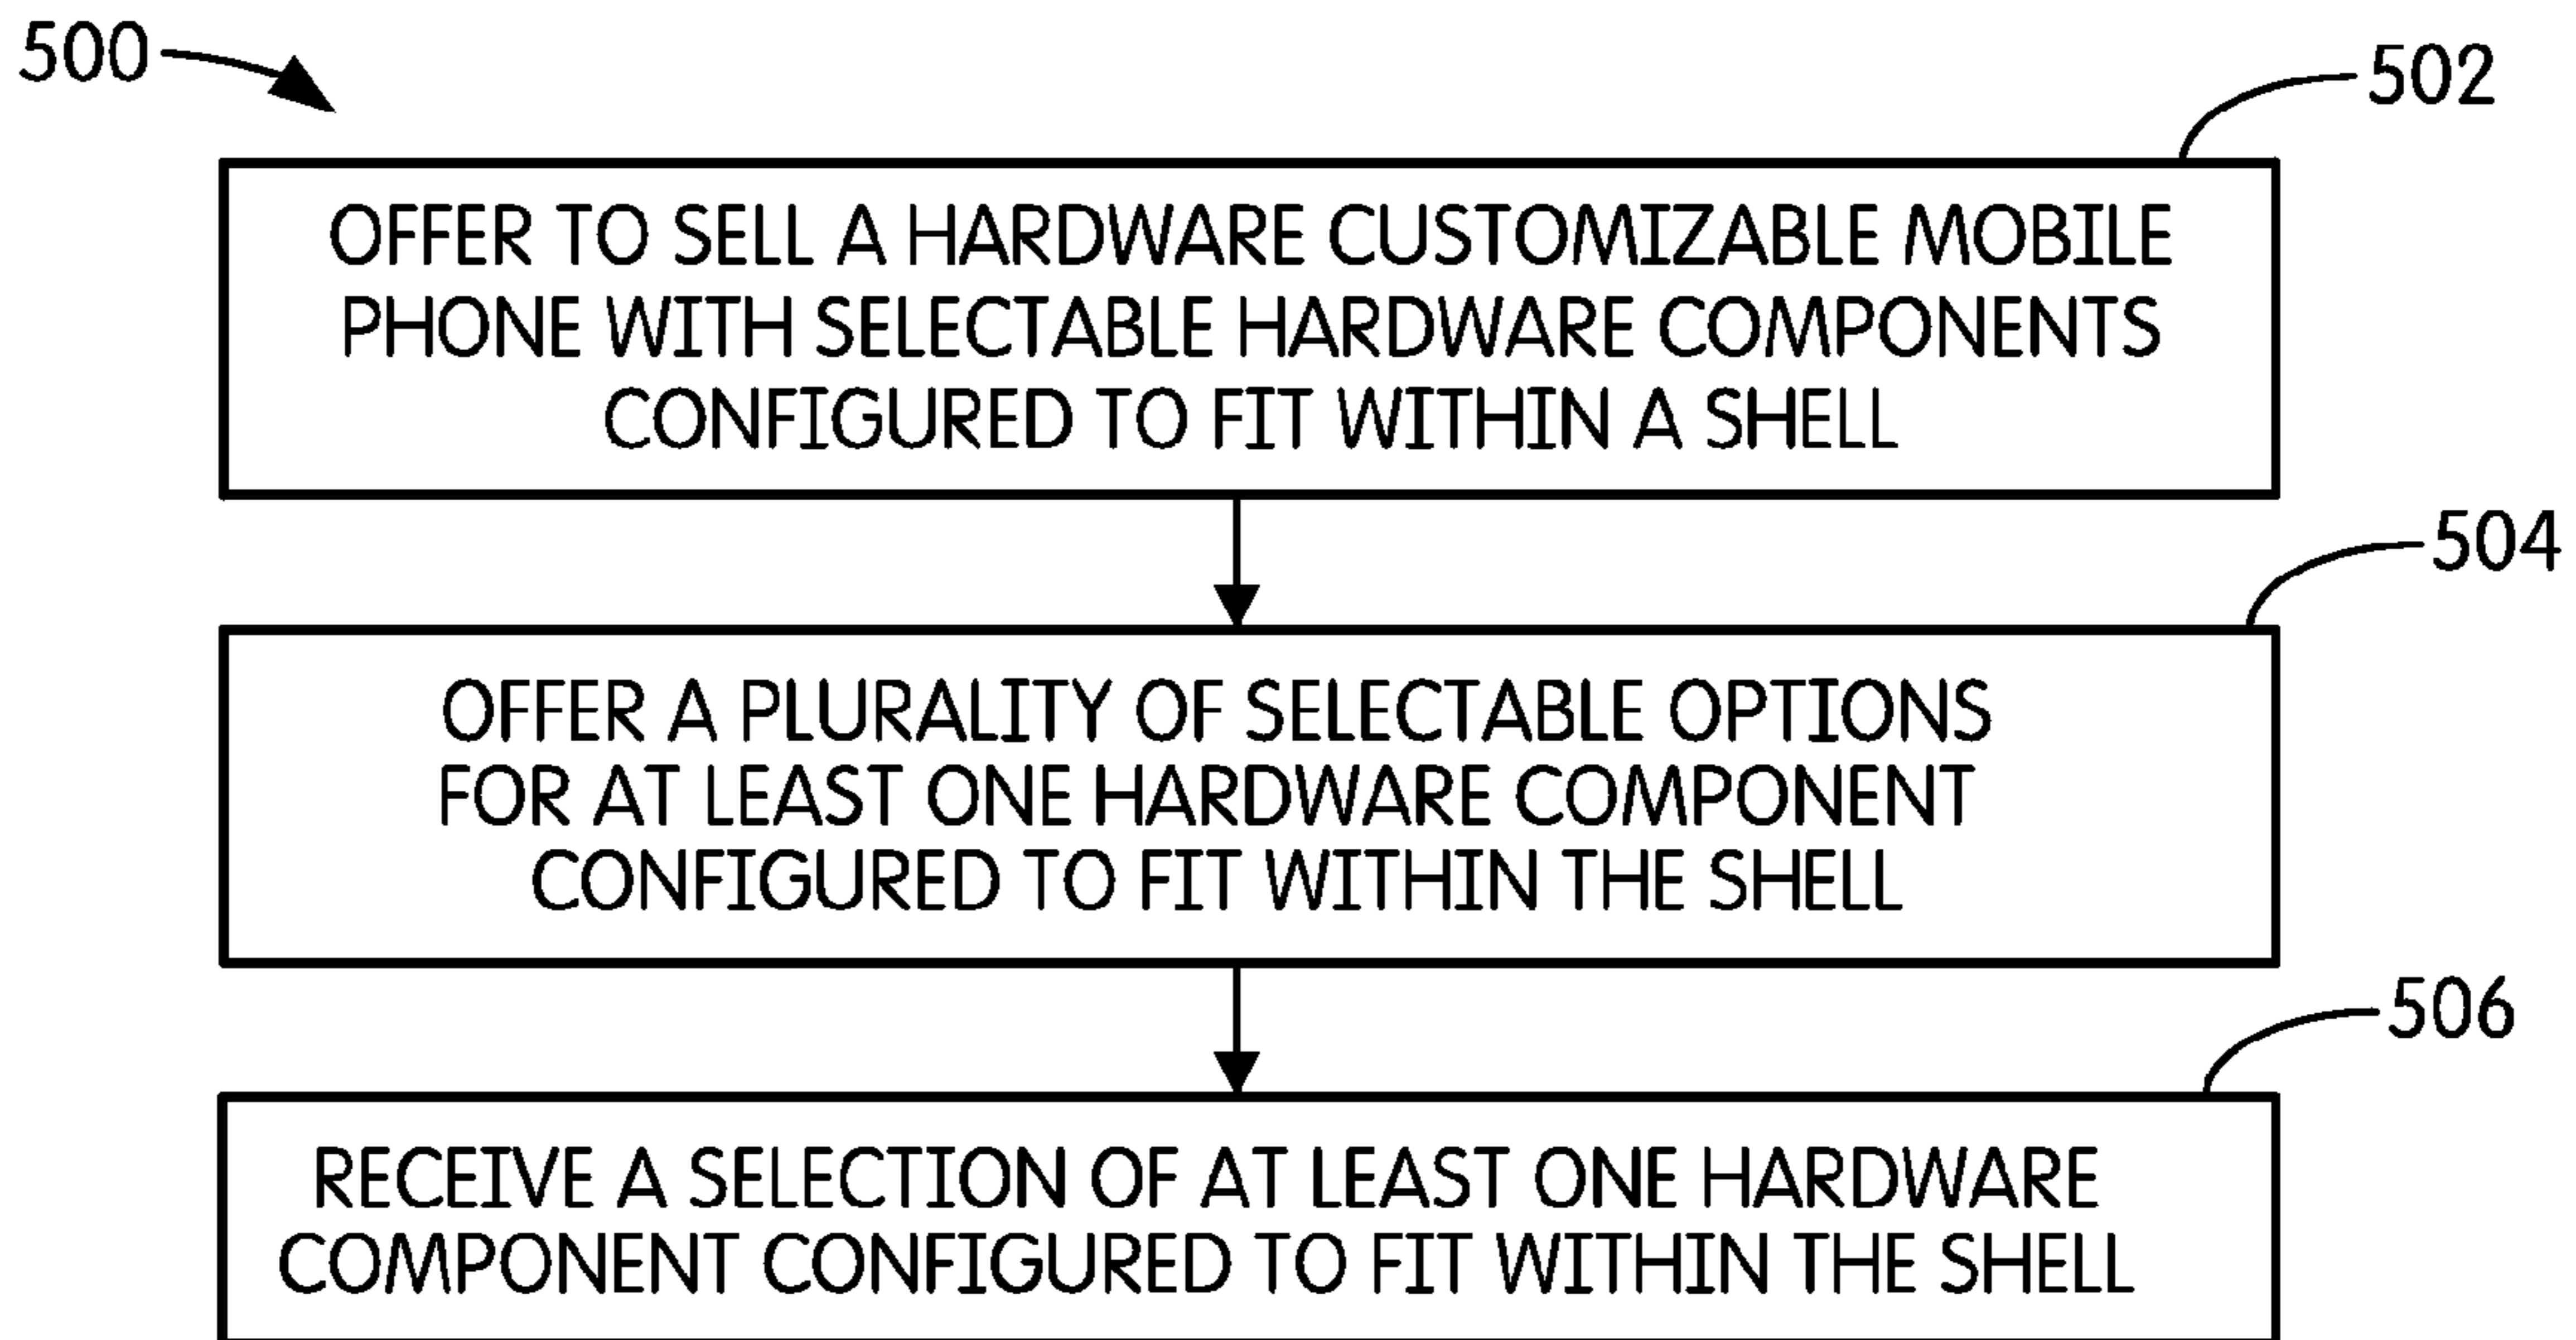 500
502
OFFER TO SELL A HARDWARE CUSTOMIZABLE MOBILE
PHONE WITH SELECTABLE HARDWARE COMPONENTS
CONFIGURED TO FIT WITHIN A SHELL
504
OFFER A PLURALITY OF SELECTABLE OPTIONS
FOR AT LEAST ONE HARDWARE COMPONENT
CONFIGURED TO FIT WITHIN THE SHELL
506
RECEIVE A SELECTION OF AT LEAST ONE HARDWARE
COMPONENT CONFIGURED TO FIT WITHIN THE SHELL